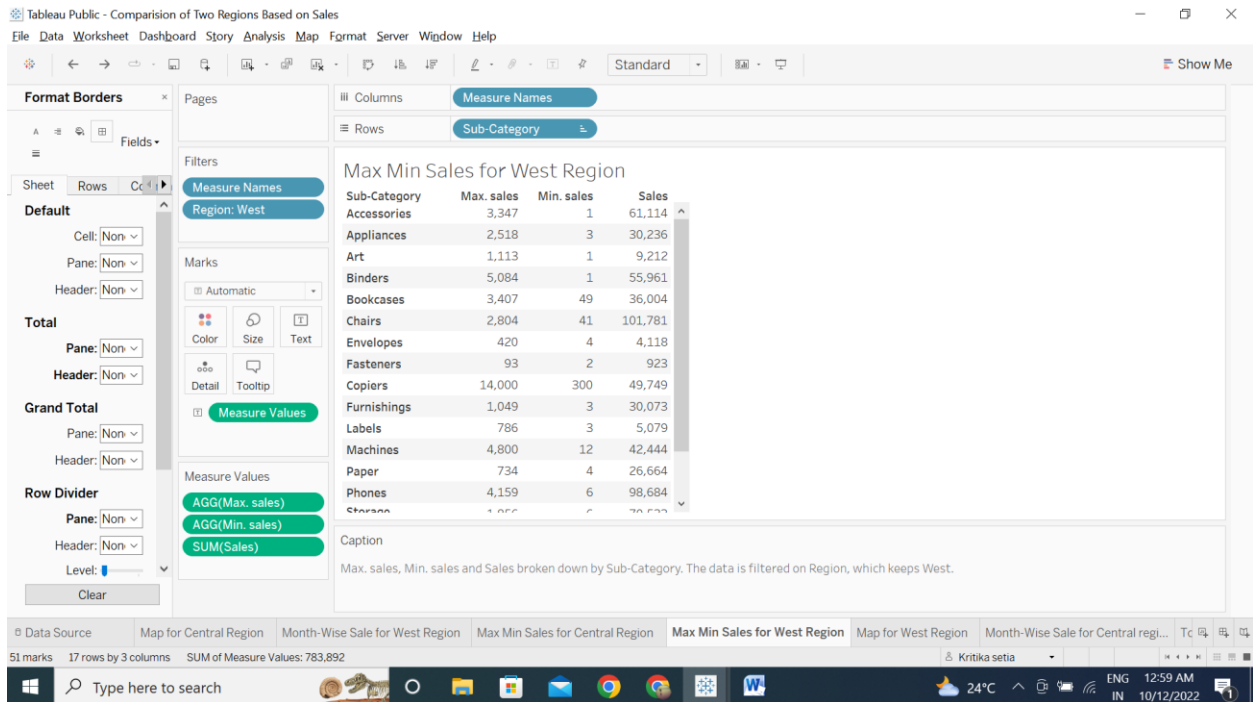 Tableau Public - Comparision of Two Regions Based on Sales
File Data Worksheet Dashboard Story Analysis Map Format Server Window Help
Standard
Show Me
Format Borders
Fields
Sheet Rows
Default
Cell:
Pane:
Header:
Total
Pane:
Header:
Grand Total
Pane:
Header:
Row Divider
Pane:
Header:
Level:
Clear
Pages
Filters
Measure Names
Region: West
Marks
Automatic
Color Size Text
Detail Tooltip
Measure Values
Measure Values
AGG(Max. sales)
AGG(Min. sales)
SUM(Sales)
Columns Measure Names
Rows Sub-Category
Max Min Sales for West Region
Sub-Category Max. sales Min. sales Sales
Accessories 3,347 1 61,114
Appliances 2,518 3 30,236
Art 1,113 1 9,212
Binders 5,084 1 55,961
Bookcases 3,407 49 36,004
Chairs 2,804 41 101,781
Envelopes 420 4 4,118
Fasteners 93 2 923
Copiers 14,000 300 49,749
Furnishings 1,049 3 30,073
Labels 786 3 5,079
Machines 4,800 12 42,444
Paper 734 4 26,664
Phones 4,159 6 98,684
Storage
Caption
Max. sales, Min. sales and Sales broken down by Sub-Category. The data is filtered on Region, which keeps West.
Data Source Map for Central Region Month-Wise Sale for West Region Max Min Sales for Central Region Max Min Sales for West Region Map for West Region Month-Wise Sale for Central regi...
51 marks 17 rows by 3 columns SUM of Measure Values: 783,892 Kritika setia
Type here to search
24°C
ENG
IN
12:59 AM
10/12/2022
1